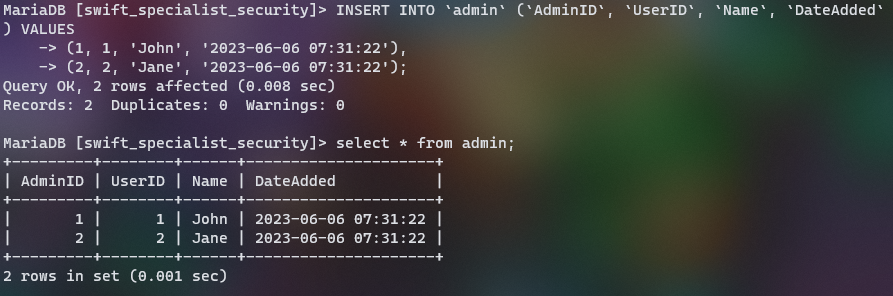 MariaDB [swift_specialist_security]> INSERT INTO `admin` (`AdminID`, `UserID`, `Name`, `DateAdded`
) VALUES
    -> (1, 1, 'John', '2023-06-06 07:31:22'),
    -> (2, 2, 'Jane', '2023-06-06 07:31:22');
Query OK, 2 rows affected (0.008 sec)
Records: 2  Duplicates: 0  Warnings: 0

MariaDB [swift_specialist_security]> select * from admin;
+---------+--------+------+---------------------+
| AdminID | UserID | Name | DateAdded           |
+---------+--------+------+---------------------+
|       1 |      1 | John | 2023-06-06 07:31:22 |
|       2 |      2 | Jane | 2023-06-06 07:31:22 |
+---------+--------+------+---------------------+
2 rows in set (0.001 sec)